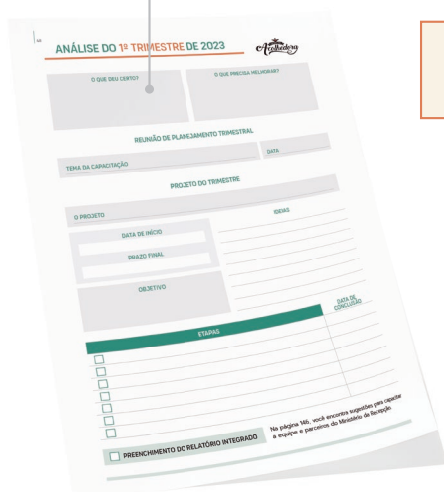 ANÁLISE DO 1º TRIMESTRE DE 2023
Acolhedora
O QUE DEU CERTO?
O QUE PRECISA MELHORAR?
REUNIÃO DE PLANEJAMENTO TRIMESTRAL
TEMA DA CAPACITAÇÃO
DATA
PROJETO DO TRIMESTRE
O PROJETO
DATA DE INÍCIO
IDEIAS
PRAZO FINAL
OBJETIVO
ETAPAS
DATA DE
CONCLUSÃO
PREENCHIMENTO DO RELATÓRIO INTEGRADO
Na página 146, você encontra sugestões para capacitar
a equipe e parceiros do Ministério da Recepção.